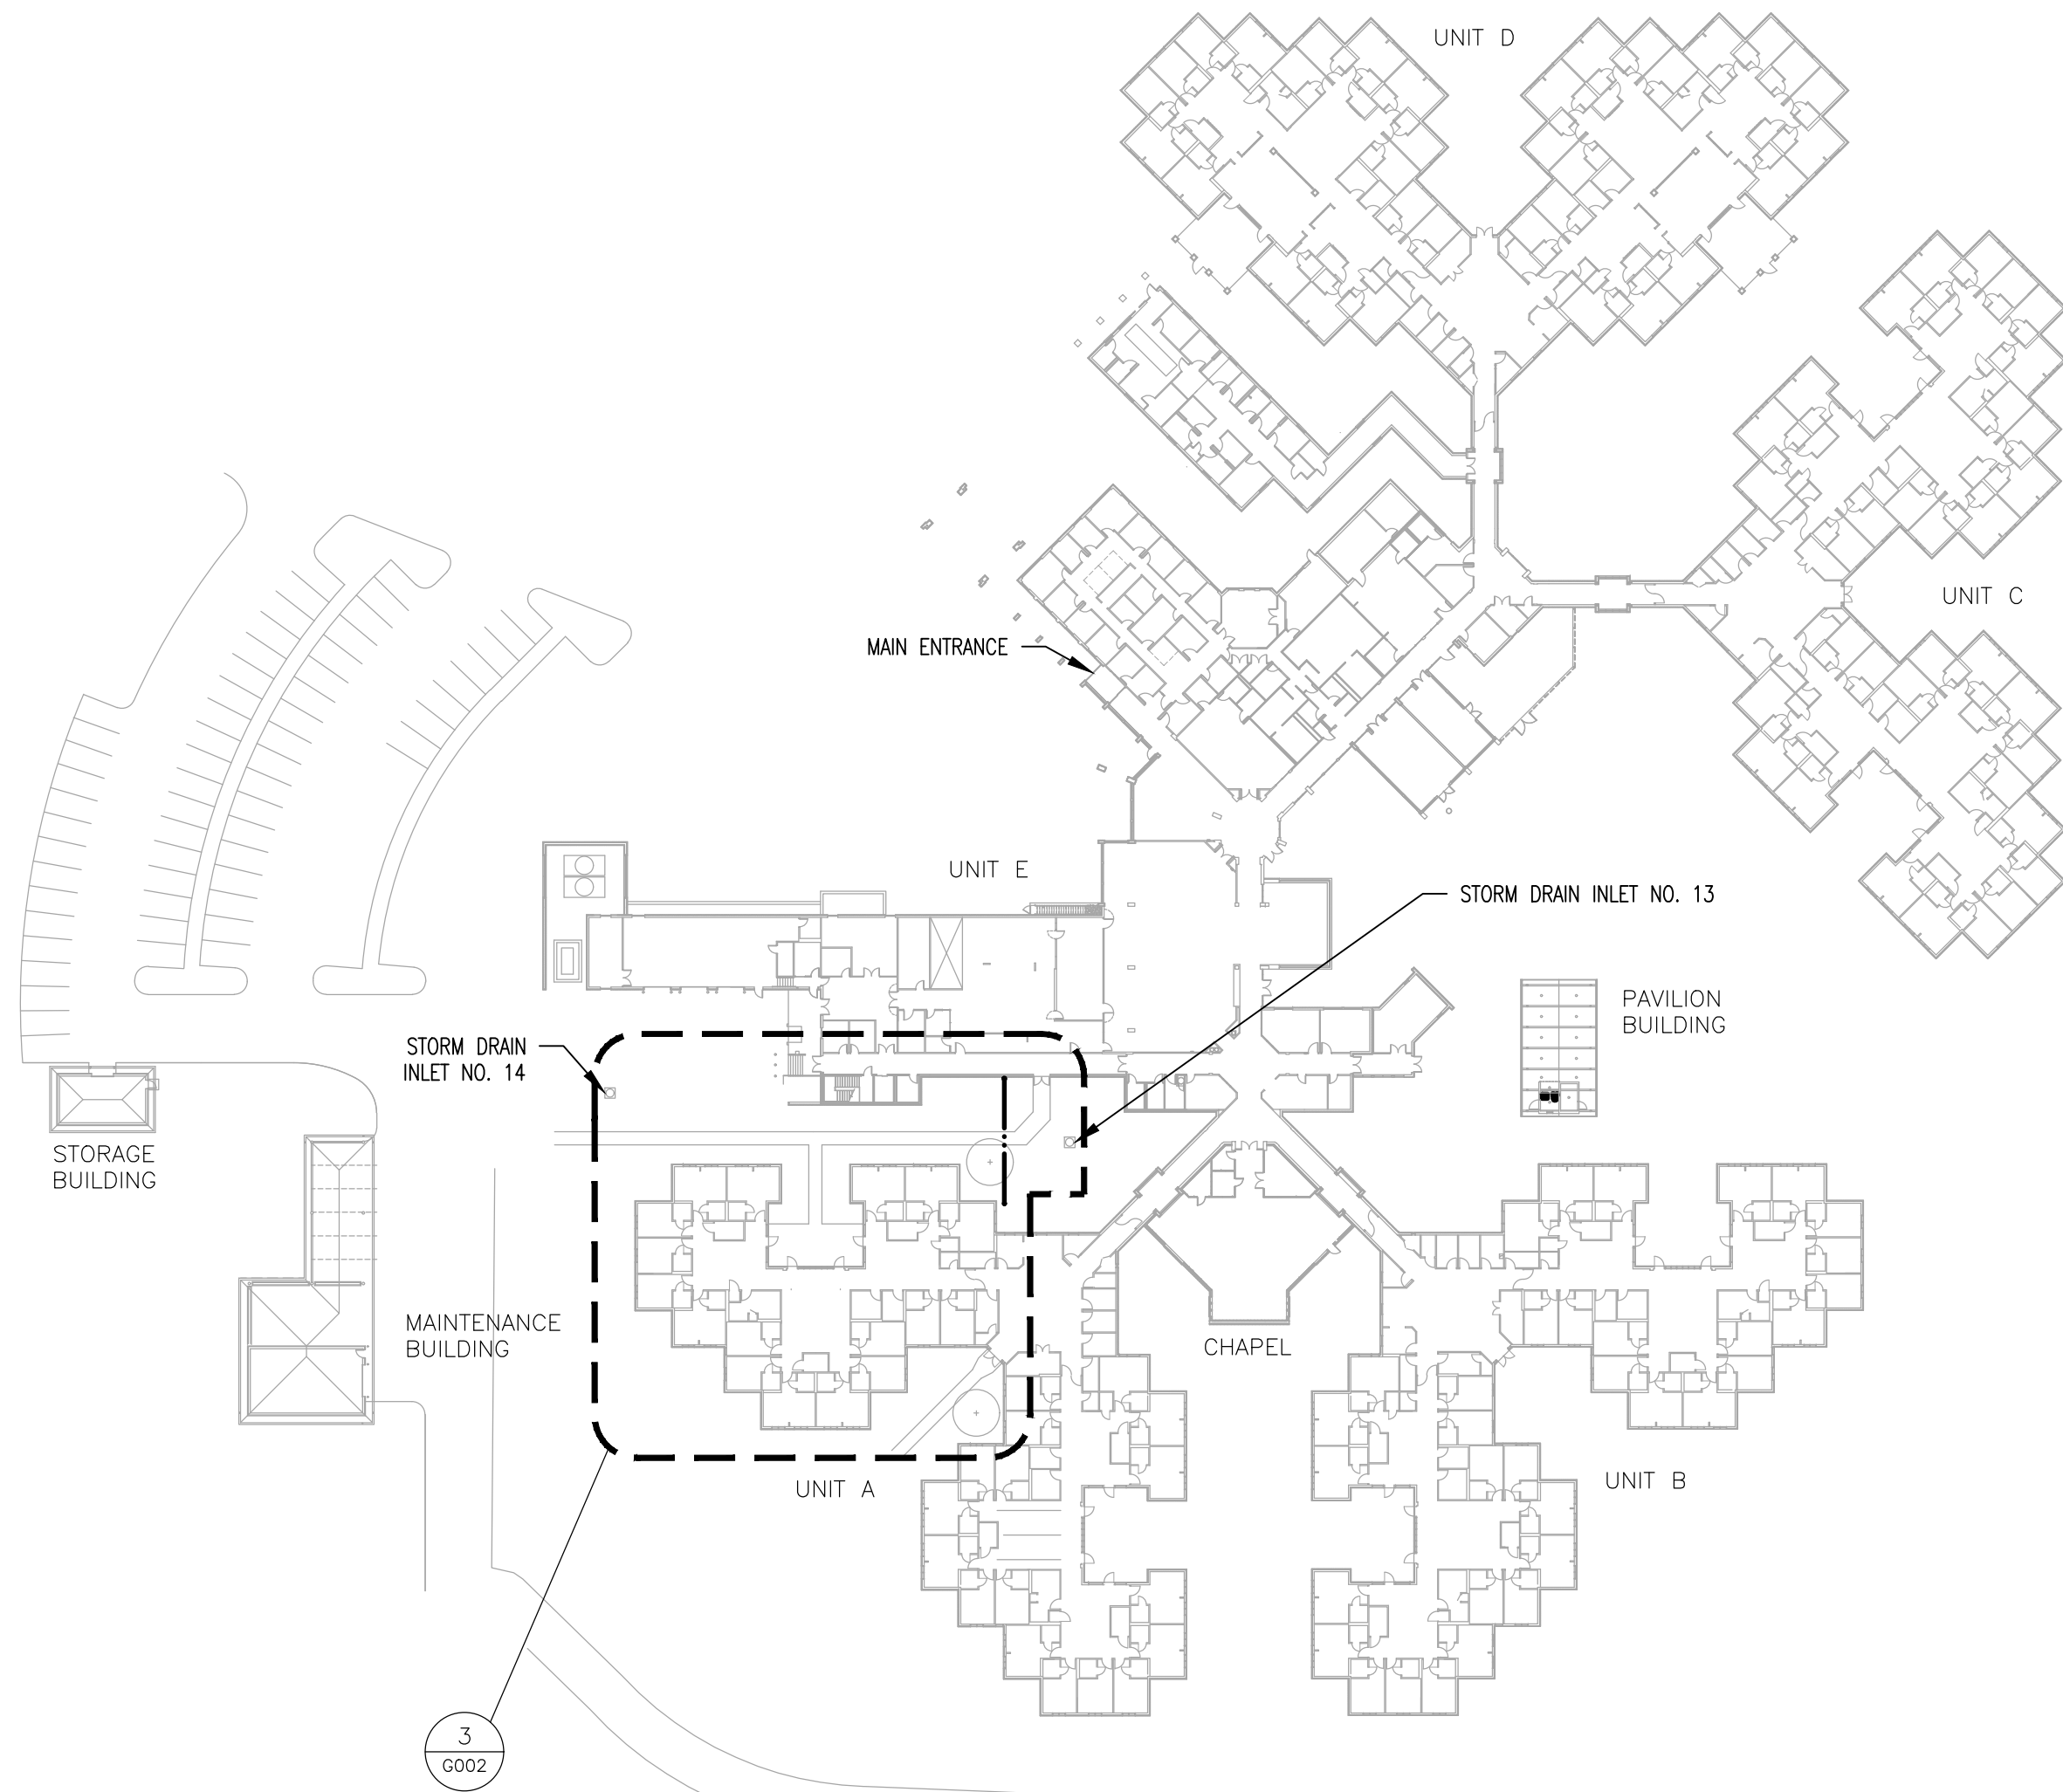 UNIT D
UNIT C
MAIN ENTRANCE
UNIT E
STORM DRAIN INLET NO. 13
PAVILION
BUILDING
STORM DRAIN
INLET NO. 14
STORAGE
BUILDING
MAINTENANCE
BUILDING
CHAPEL
UNIT A
UNIT B
3
G002